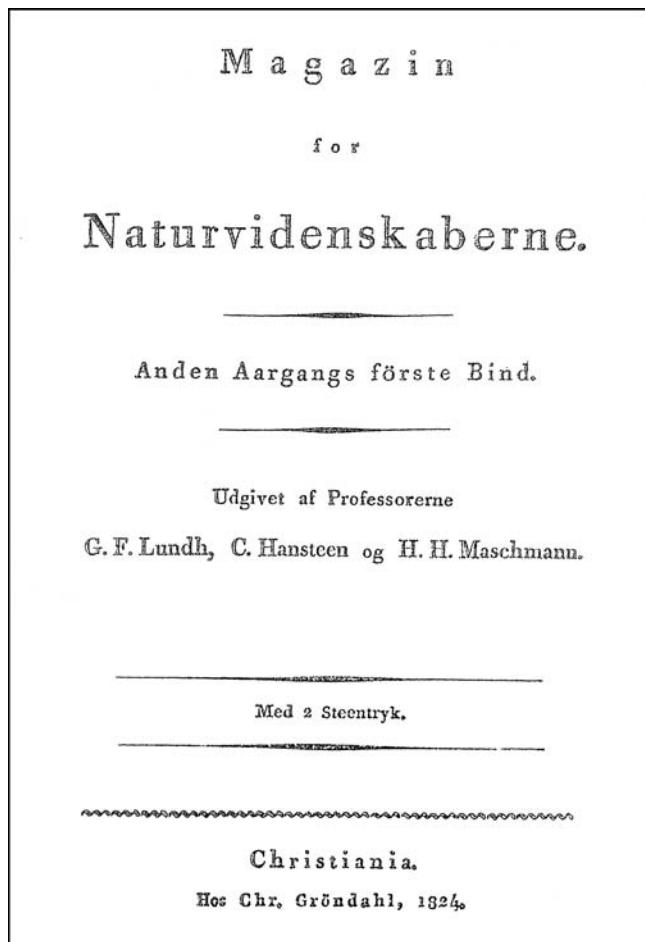 Magazin
for
Naturvidenskaberne.
Anden Aargangs förste Bind.
Udgivet af Professorerne
G. F. Lundh, C. Hansteen og H. H. Maschmann.
Med 2 Steentryk.
Christiania.
Hos Chr. Gröndahl, 1824.